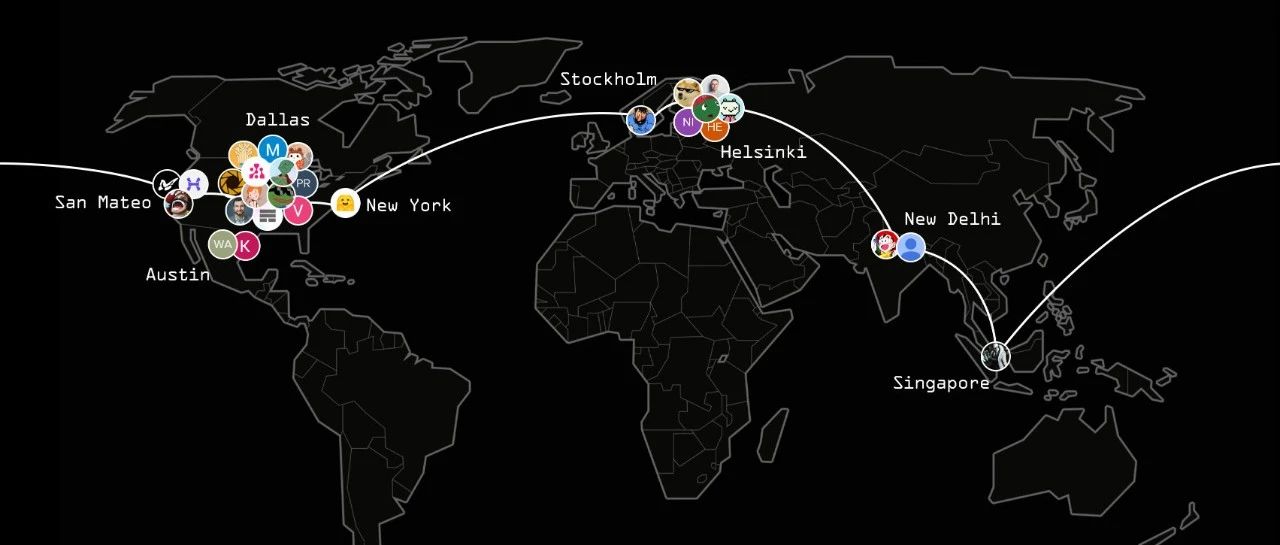 Stockholm
Dallas
M
NI
HE
Helsinki
PR
San Mateo
New York
V
New Delhi
WA
K
Austin
Singapore